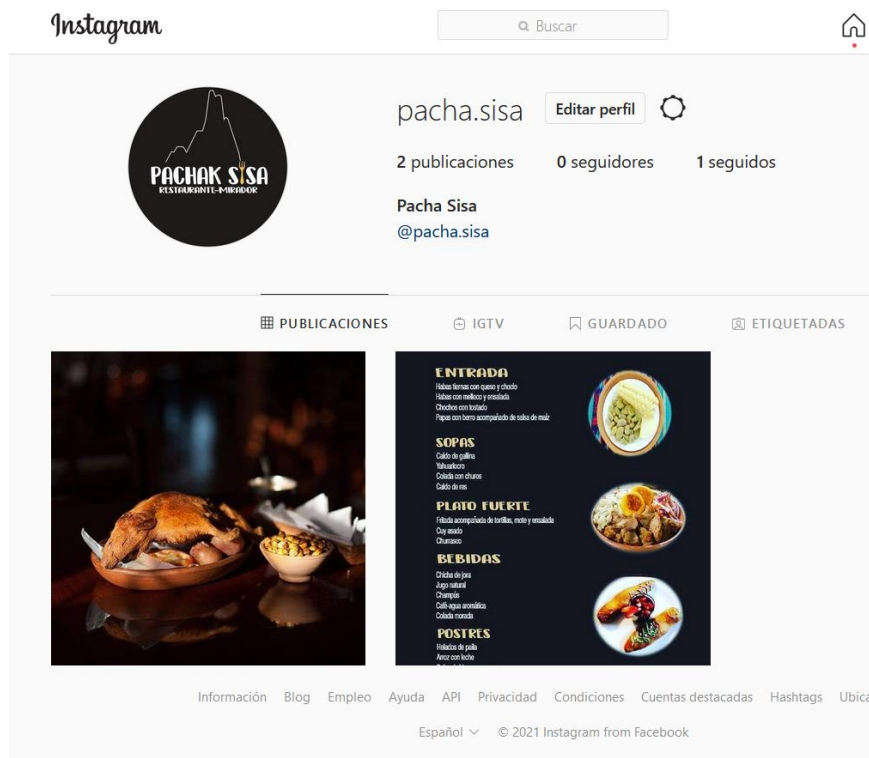 Instagram
Buscar
PACHAK SISA
RESTAURANTE-MIRADOR
pacha.sisa
Editar perfil
2 publicaciones
0 seguidores
1 seguidos
Pacha Sisa
@pacha.sisa
PUBLICACIONES
IGTV
GUARDADO
ETIQUETADAS
ENTRADA
Habas tiernas con queso y choclo
Habas con melloco y ensalada
Chochos con tostado
Papas con berro acompañado de salsa de maíz
SOPAS
Caldo de gallina
Yahuarlocro
Colada con churos
Caldo de res
PLATO FUERTE
Fritada acompañada de tortillas, mote y ensalada
Cuy asado
Churrasco
BEBIDAS
Chicha de jora
Jugo natural
Champús
Café-agua aromática
Colada morada
POSTRES
Helados de paila
Arroz con leche
Información Blog Empleo Ayuda API Privacidad Condiciones Cuentas destacadas Hashtags Ubica
Español © 2021 Instagram from Facebook